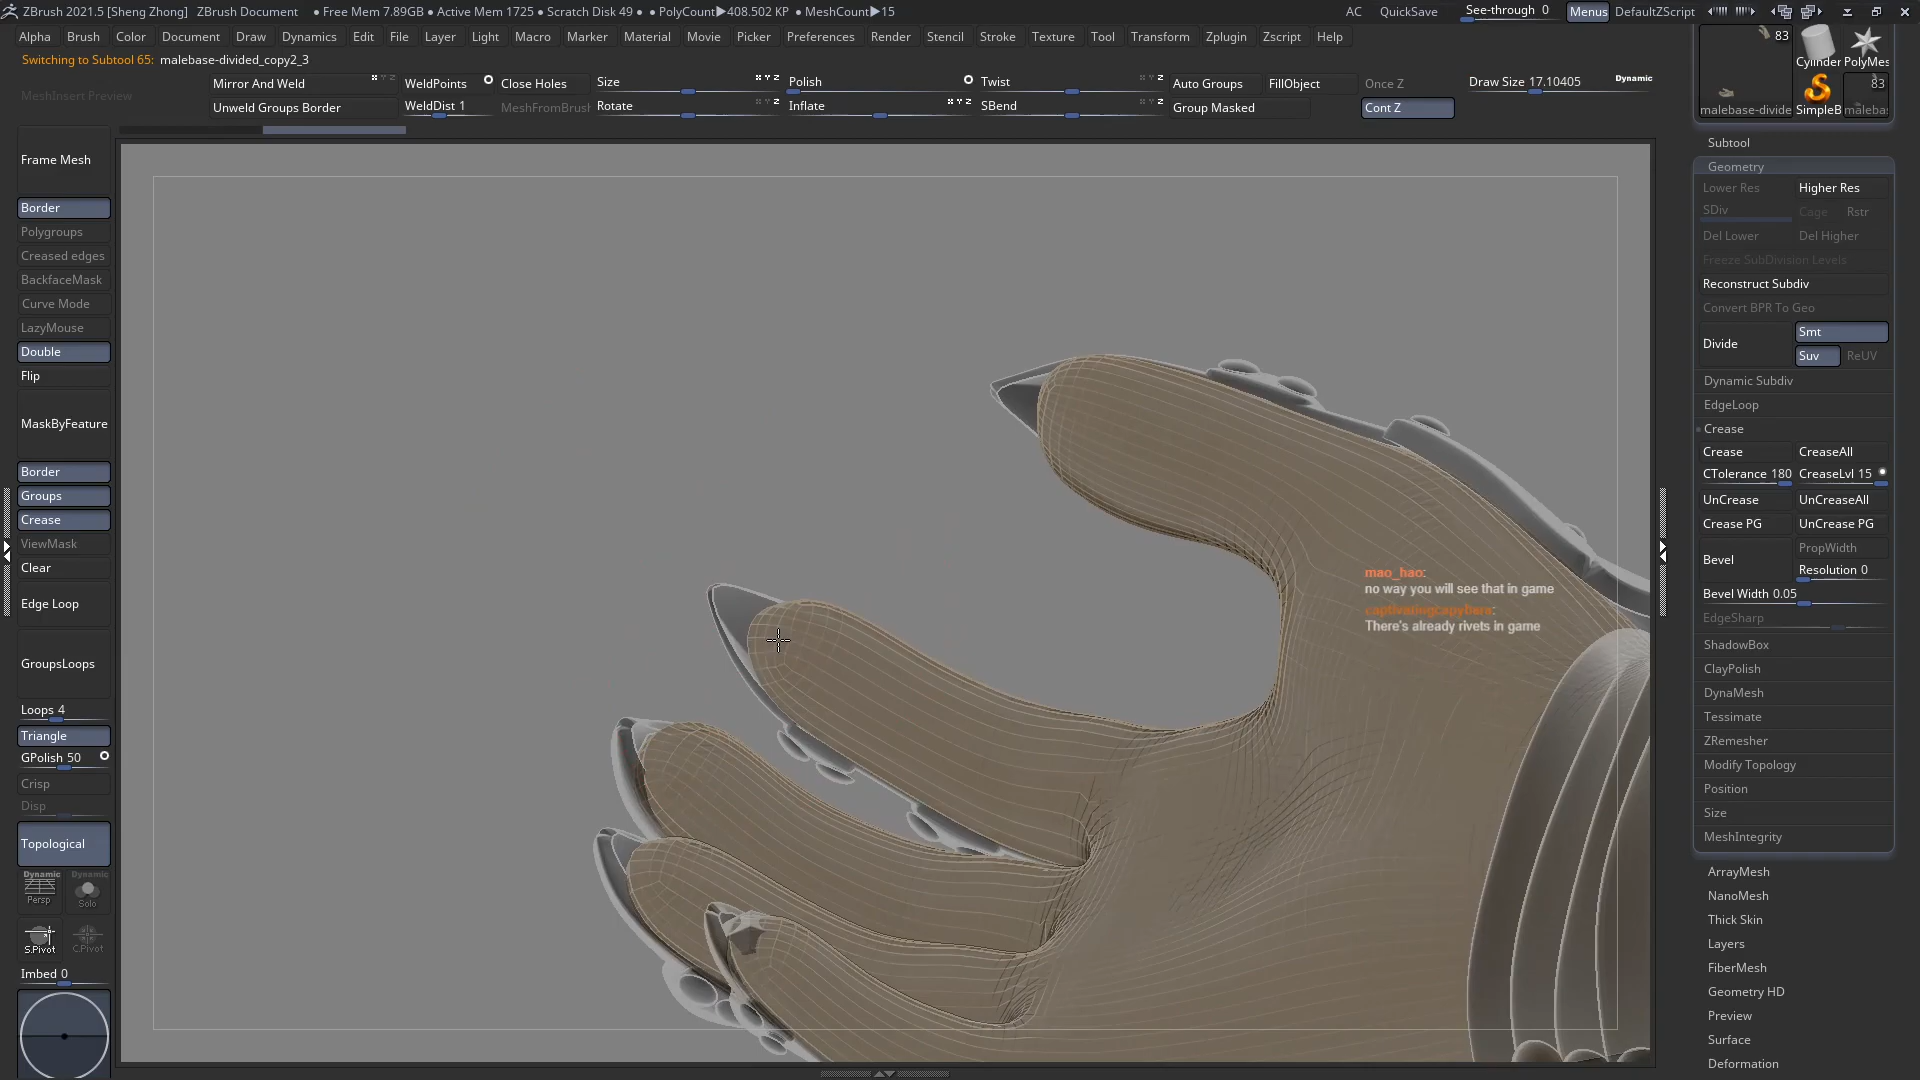 ZBrush 2021.5 [Sheng Zhong] ZBrush Document • Free Mem 7.89GB • Active Mem 1725 • Scratch Disk 49 • • PolyCount▶408.502 KP • MeshCount▶15 AC QuickSave See-through 0 Menus DefaultZScript
Alpha Brush Color Document Draw Dynamics Edit File Layer Light Macro Marker Material Movie Picker Preferences Render Stencil Stroke Texture Tool Transform Zplugin Zscript Help
Switching to Subtool 65: malebase-divided_copy2_3
MeshInsert Preview
Mirror And Weld WeldPoints Close Holes Size Polish Twist Auto Groups FillObject Once Z Draw Size 17.10405 Dynamic
Unweld Groups Border WeldDist 1 MeshFromBrush Rotate Inflate SBend Group Masked Cont Z
83
Cylinder PolyMes
83
malebase-divide SimpleB malebas
Frame Mesh
Border
Polygroups
Creased edges
BackfaceMask
Curve Mode
LazyMouse
Double
Flip
MaskByFeature
Border
Groups
Crease
ViewMask
Clear
Edge Loop
GroupsLoops
Loops 4
Triangle
GPolish 50
Crisp
Disp
Topological
Dynamic Dynamic
Persp Solo
S.Pivot C.Pivot
Imbed 0
mao_hao:
no way you will see that in game
captivatingcapybara:
There's already rivets in game
Subtool
Geometry
Lower Res Higher Res
SDiv Cage Rstr
Del Lower Del Higher
Freeze SubDivision Levels
Reconstruct Subdiv
Convert BPR To Geo
Divide Smt
Suv ReUV
Dynamic Subdiv
EdgeLoop
Crease
Crease CreaseAll
CTolerance 180 CreaseLvl 15
UnCrease UnCreaseAll
Crease PG UnCrease PG
Bevel PropWidth
Resolution 0
Bevel Width 0.05
EdgeSharp
ShadowBox
ClayPolish
DynaMesh
Tessimate
ZRemesher
Modify Topology
Position
Size
MeshIntegrity
ArrayMesh
NanoMesh
Thick Skin
Layers
FiberMesh
Geometry HD
Preview
Surface
Deformation